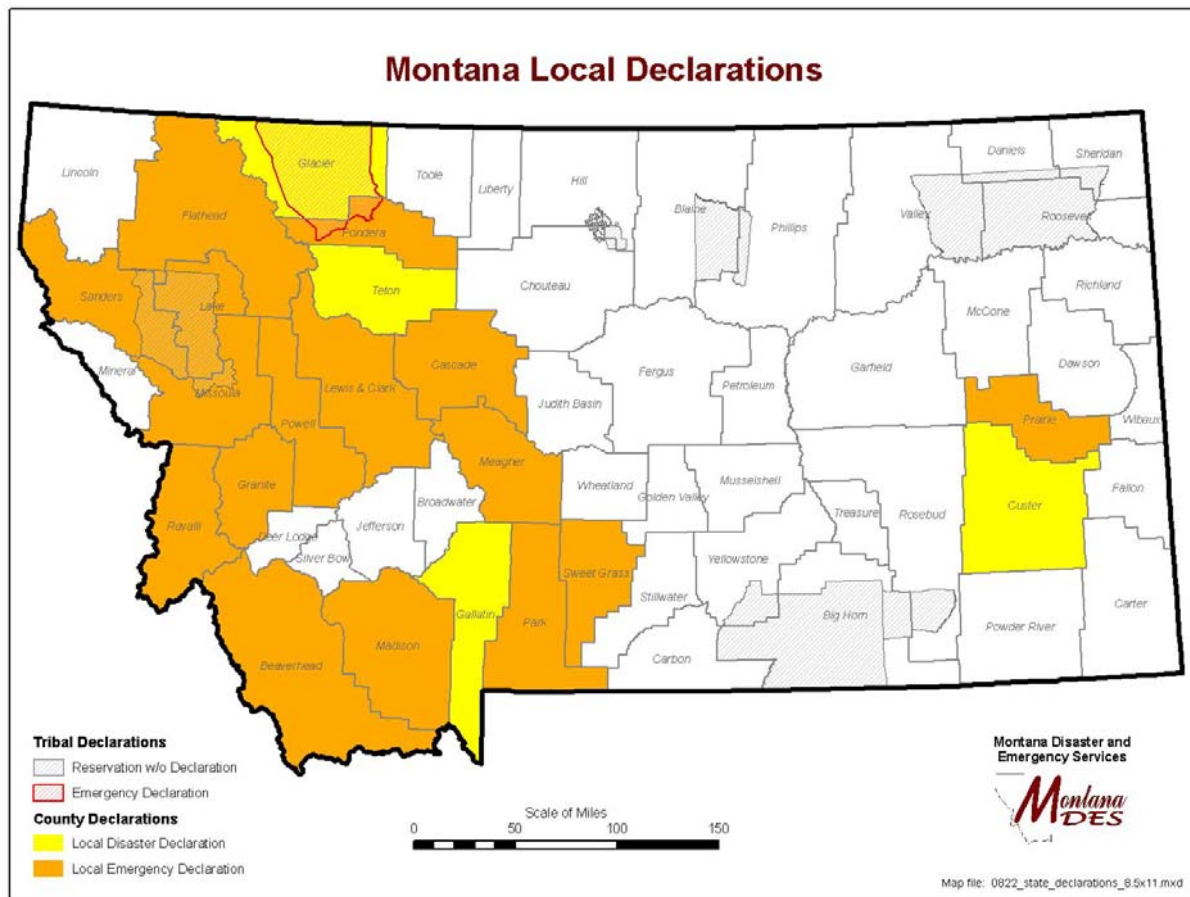 Montana Local Declarations
Daniels
Sheridan
Lincoln
Glacier
Toole
Liberty
Hill
Blaine
Phillips
Valley
Roosevelt
Flathead
Pondera
Teton
Chouteau
Richland
McCone
Sanders
Lake
Cascade
Garfield
Dawson
Mineral
Missoula
Powell
Lewis & Clark
Fergus
Petroleum
Judith Basin
Prairie
Wibaux
Meagher
Granite
Broadwater
Wheatland
Golden Valley
Musselshell
Treasure
Rosebud
Custer
Fallon
Ravalli
Deer Lodge
Silver Bow
Jefferson
Sweet Grass
Yellowstone
Stillwater
Gallatin
Park
Big Horn
Powder River
Carter
Beaverhead
Madison
Carbon
Tribal Declarations
Reservation w/o Declaration
Emergency Declaration
County Declarations
Local Disaster Declaration
Local Emergency Declaration
Scale of Miles
0 50 100 150
Montana Disaster and
Emergency Services
Montana
DES
Map file: 0822_state_declarations_8.5x11.mxd